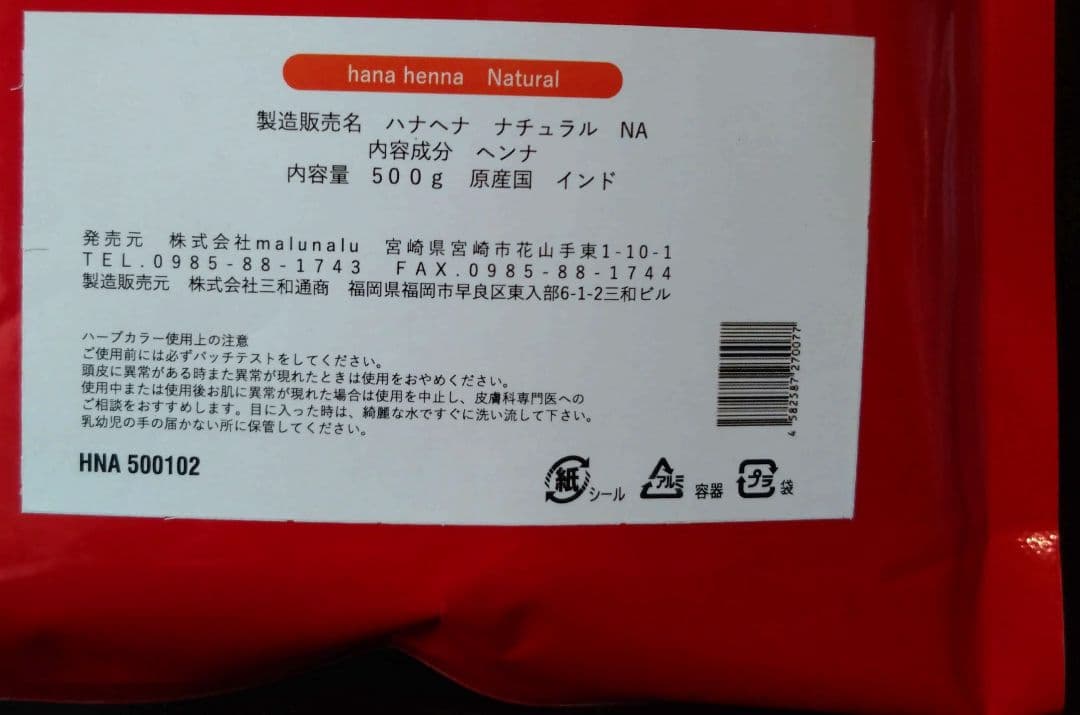 hana henna Natural
製造販売名 ハナヘナ ナチュラル NA
内容成分 ヘンナ
内容量 500g 原産国 インド
発売元 株式会社malunalu 宮崎県宮崎市花山手東1-10-1
TEL.0985-88-1743 FAX.0985-88-1744
製造販売元 株式会社三和通商 福岡県福岡市早良区東入部6-1-2三和ビル
ハーブカラー使用上の注意
ご使用前には必ずパッチテストをしてください。
頭皮に異常がある時また異常が現れたときは使用をおやめください。
使用中または使用後お肌に異常が現れた場合は使用を中止し、皮膚科専門医への
ご相談をおすすめします。目に入った時は、綺麗な水ですぐに洗い流して下さい。
乳幼児の手の届かない所に保管してください。
4582587270077
HNA 500102
紙 シール アルミ 容器 プラ 袋